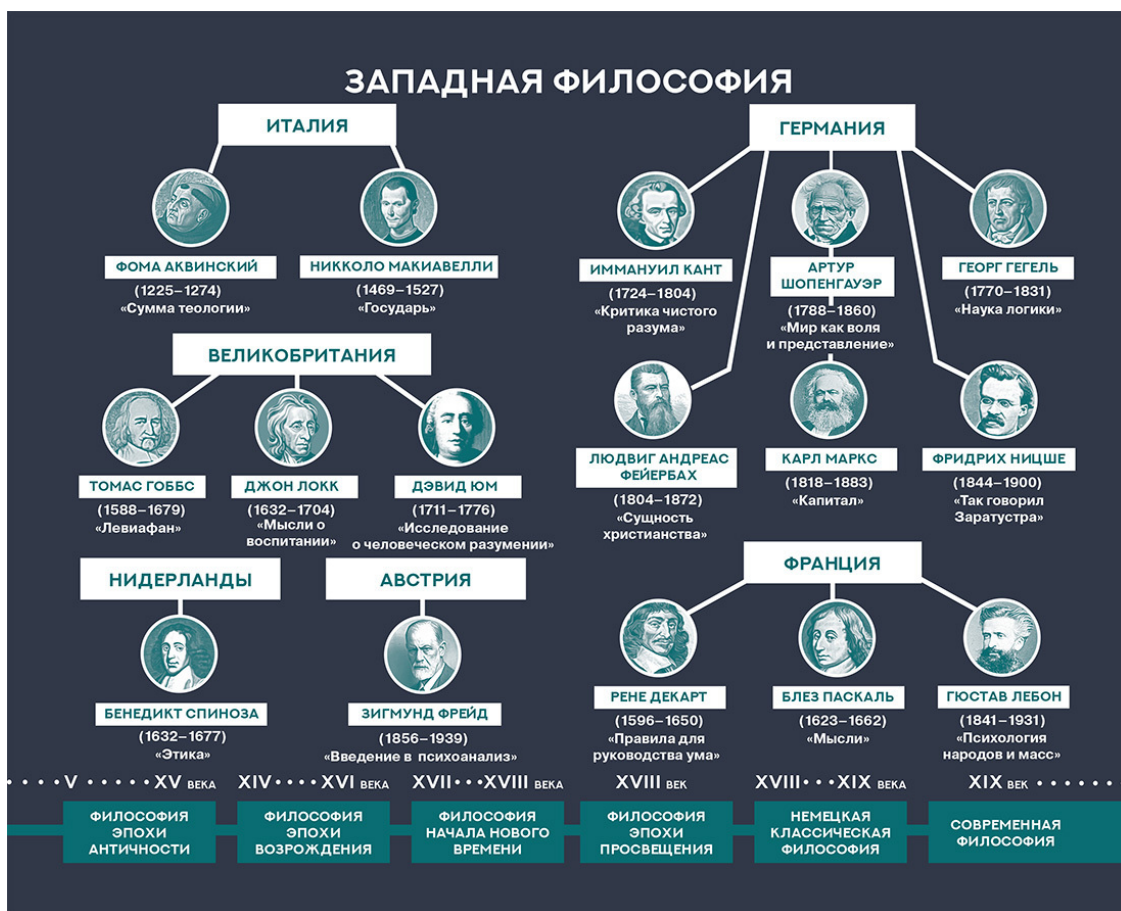 ЗАПАДНАЯ ФИЛОСОФИЯ
ИТАЛИЯ
ФОМА АКВИНСКИЙ
(1225–1274)
«Сумма теологии»
НИККОЛО МАКИАВЕЛЛИ
(1469–1527)
«Государь»
ГЕРМАНИЯ
ИММАНУИЛ КАНТ
(1724–1804)
«Критика чистого
разума»
АРТУР
ШОПЕНГАУЭР
(1788–1860)
«Мир как воля
и представление»
ГЕОРГ ГЕГЕЛЬ
(1770–1831)
«Наука логики»
ЛЮДВИГ АНДРЕАС
ФЕЙЕРБАХ
(1804–1872)
«Сущность
христианства»
КАРЛ МАРКС
(1818–1883)
«Капитал»
ФРИДРИХ НИЦШЕ
(1844–1900)
«Так говорил
Заратустра»
ВЕЛИКОБРИТАНИЯ
ТОМАС ГОББС
(1588–1679)
«Левиафан»
ДЖОН ЛОКК
(1632–1704)
«Мысли о
воспитании»
ДЭВИД ЮМ
(1711–1776)
«Исследование
о человеческом разумении»
НИДЕРЛАНДЫ
БЕНЕДИКТ СПИНОЗА
(1632–1677)
«Этика»
АВСТРИЯ
ЗИГМУНД ФРЕЙД
(1856–1939)
«Введение в психоанализ»
ФРАНЦИЯ
РЕНЕ ДЕКАРТ
(1596–1650)
«Правила для
руководства ума»
БЛЕЗ ПАСКАЛЬ
(1623–1662)
«Мысли»
ГЮСТАВ ЛЕБОН
(1841–1931)
«Психология
народов и масс»
V XV ВЕКА
ФИЛОСОФИЯ
ЭПОХИ
АНТИЧНОСТИ
XIV XVI ВЕКА
ФИЛОСОФИЯ
ЭПОХИ
ВОЗРОЖДЕНИЯ
XVII XVIII ВЕКА
ФИЛОСОФИЯ
НАЧАЛА НОВОГО
ВРЕМЕНИ
XVIII ВЕК
ФИЛОСОФИЯ
ЭПОХИ
ПРОСВЕЩЕНИЯ
XVIII XIX ВЕКА
НЕМЕЦКАЯ
КЛАССИЧЕСКАЯ
ФИЛОСОФИЯ
XIX ВЕК
СОВРЕМЕННАЯ
ФИЛОСОФИЯ